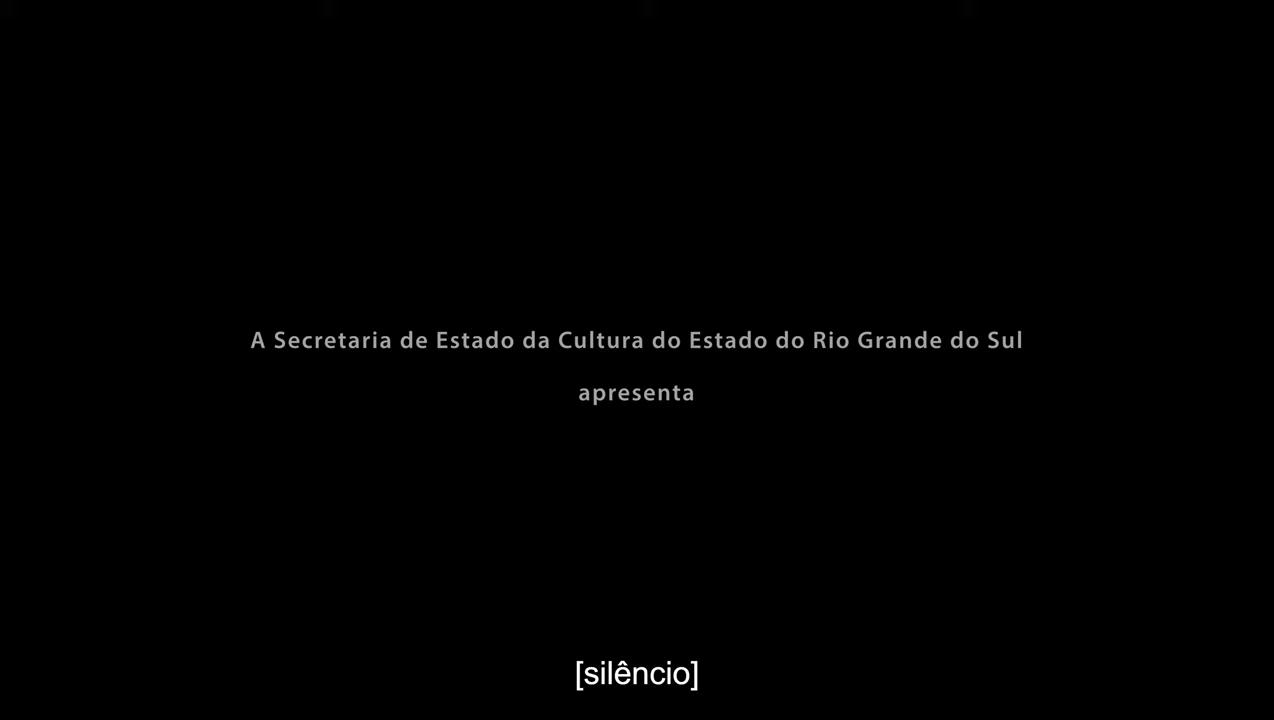 A Secretaria de Estado da Cultura do Estado do Rio Grande do Sul
apresenta
[silêncio]